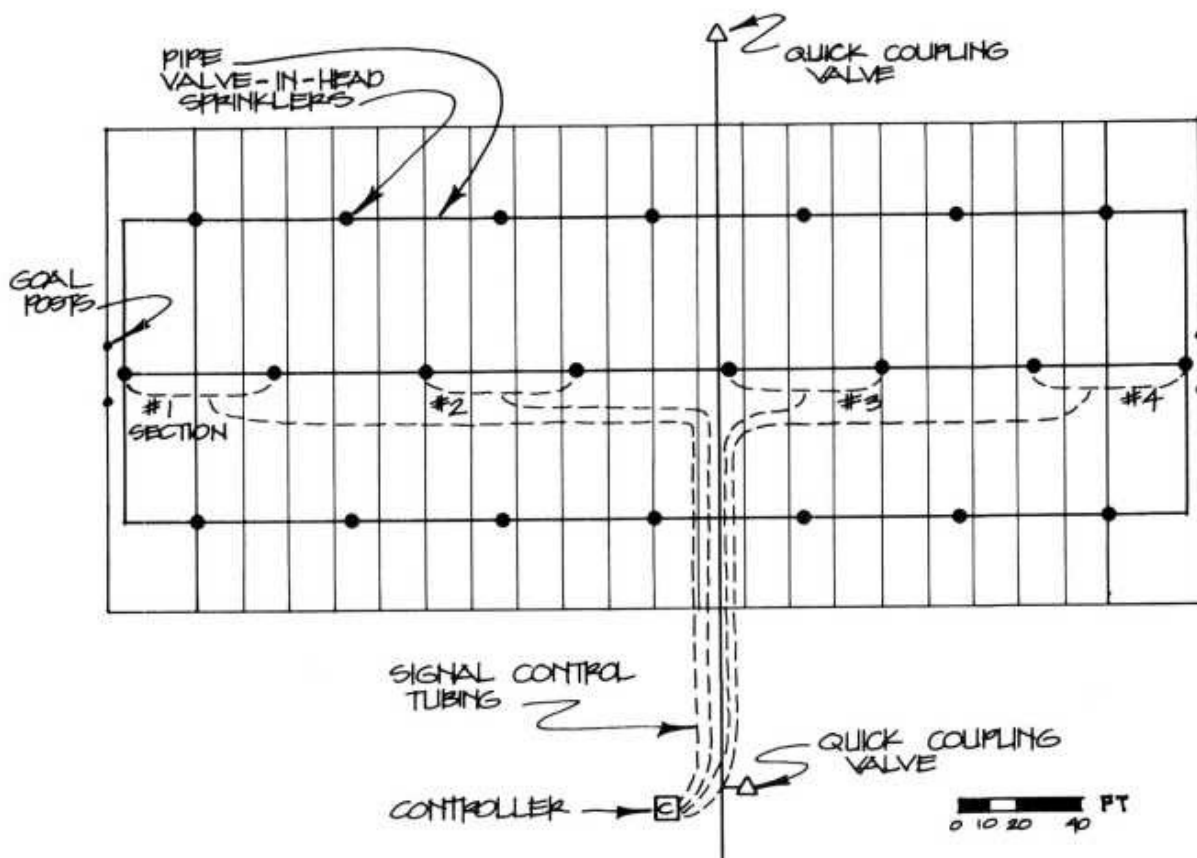 PIPE
VALVE-IN-HEAD
SPRINKLERS
QUICK COUPLING
VALVE
GOAL
POSTS
#1
SECTION
#2
#3
#4
SIGNAL CONTROL
TUBING
QUICK COUPLING
VALVE
CONTROLLER
C
0 10 20 40 FT